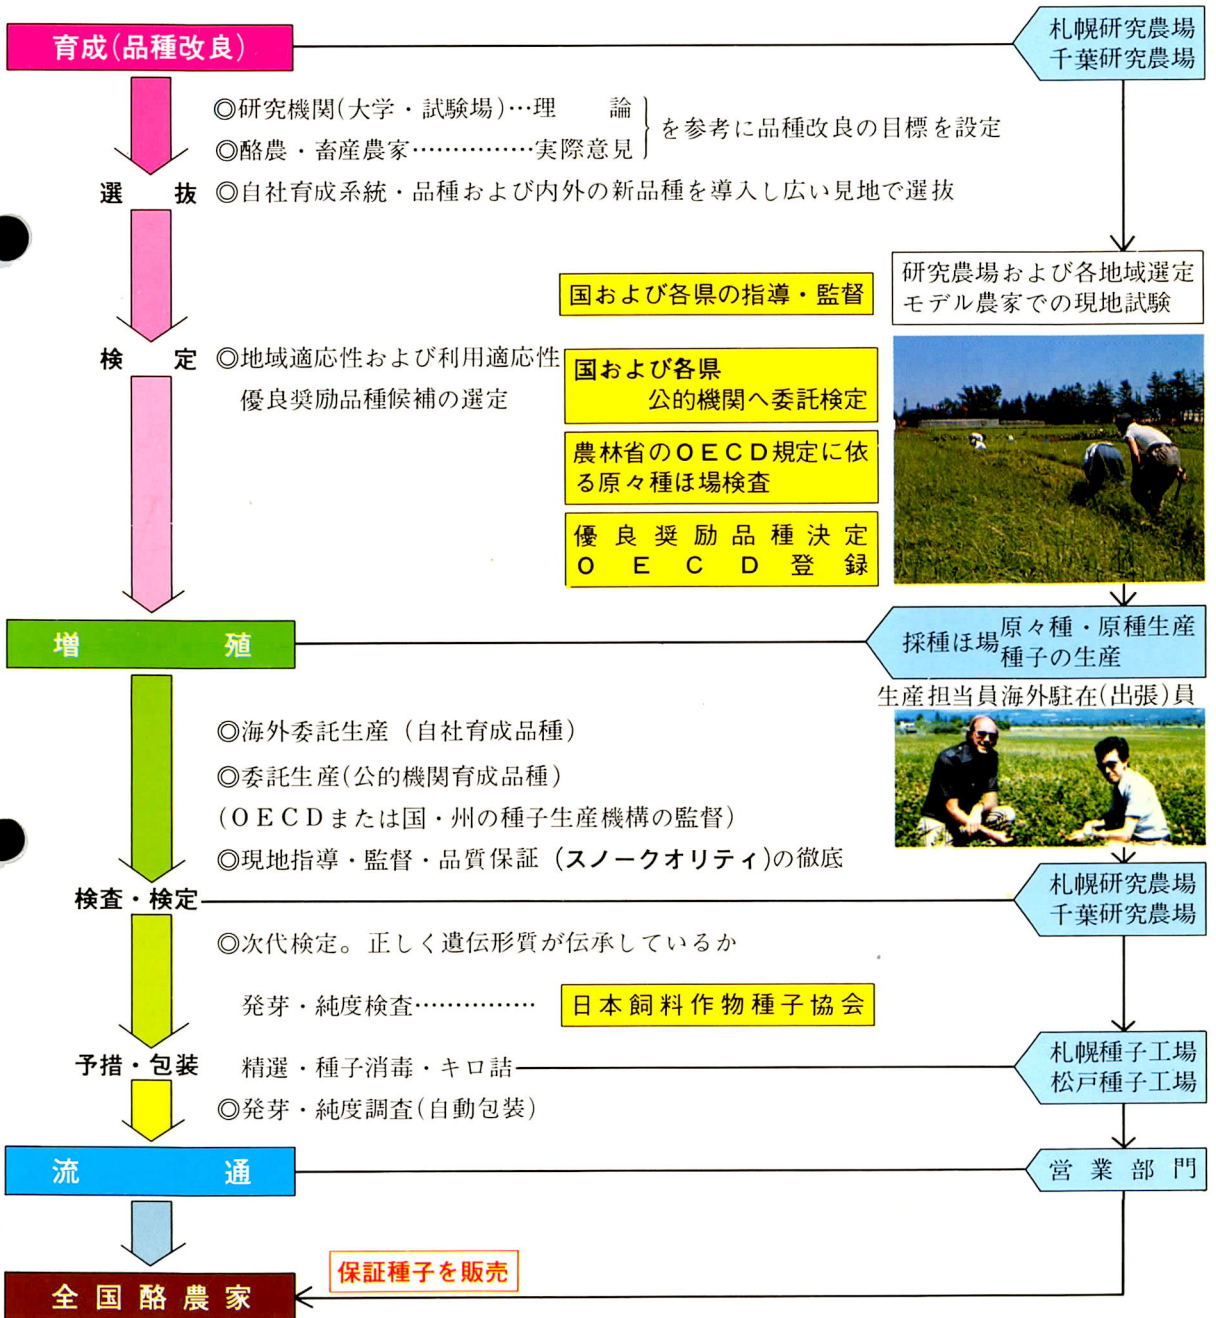 育成(品種改良)
札幌研究農場
千葉研究農場
◎研究機関(大学・試験場)…理　論
◎酪農・畜産農家……………実際意見
を参考に品種改良の目標を設定
選　抜
◎自社育成系統・品種および内外の新品種を導入し広い見地で選抜
国および各県の指導・監督
研究農場および各地域選定
モデル農家での現地試験
検　定
◎地域適応性および利用適応性
優良奨励品種候補の選定
国および各県
公的機関へ委託検定
農林省のOECD規定に依
る原々種ほ場検査
優良奨励品種決定
OECD登録
増　殖
採種ほ場
原々種・原種生産
種子の生産
生産担当員海外駐在(出張)員
◎海外委託生産（自社育成品種）
◎委託生産(公的機関育成品種)
(OECDまたは国・州の種子生産機構の監督)
◎現地指導・監督・品質保証（スノークオリティ)の徹底
検査・検定
札幌研究農場
千葉研究農場
◎次代検定。正しく遺伝形質が伝承しているか
発芽・純度検査……………
日本飼料作物種子協会
予措・包装
精選・種子消毒・キロ詰
札幌種子工場
松戸種子工場
◎発芽・純度調査(自動包装)
流　通
営業部門
保証種子を販売
全国酪農家